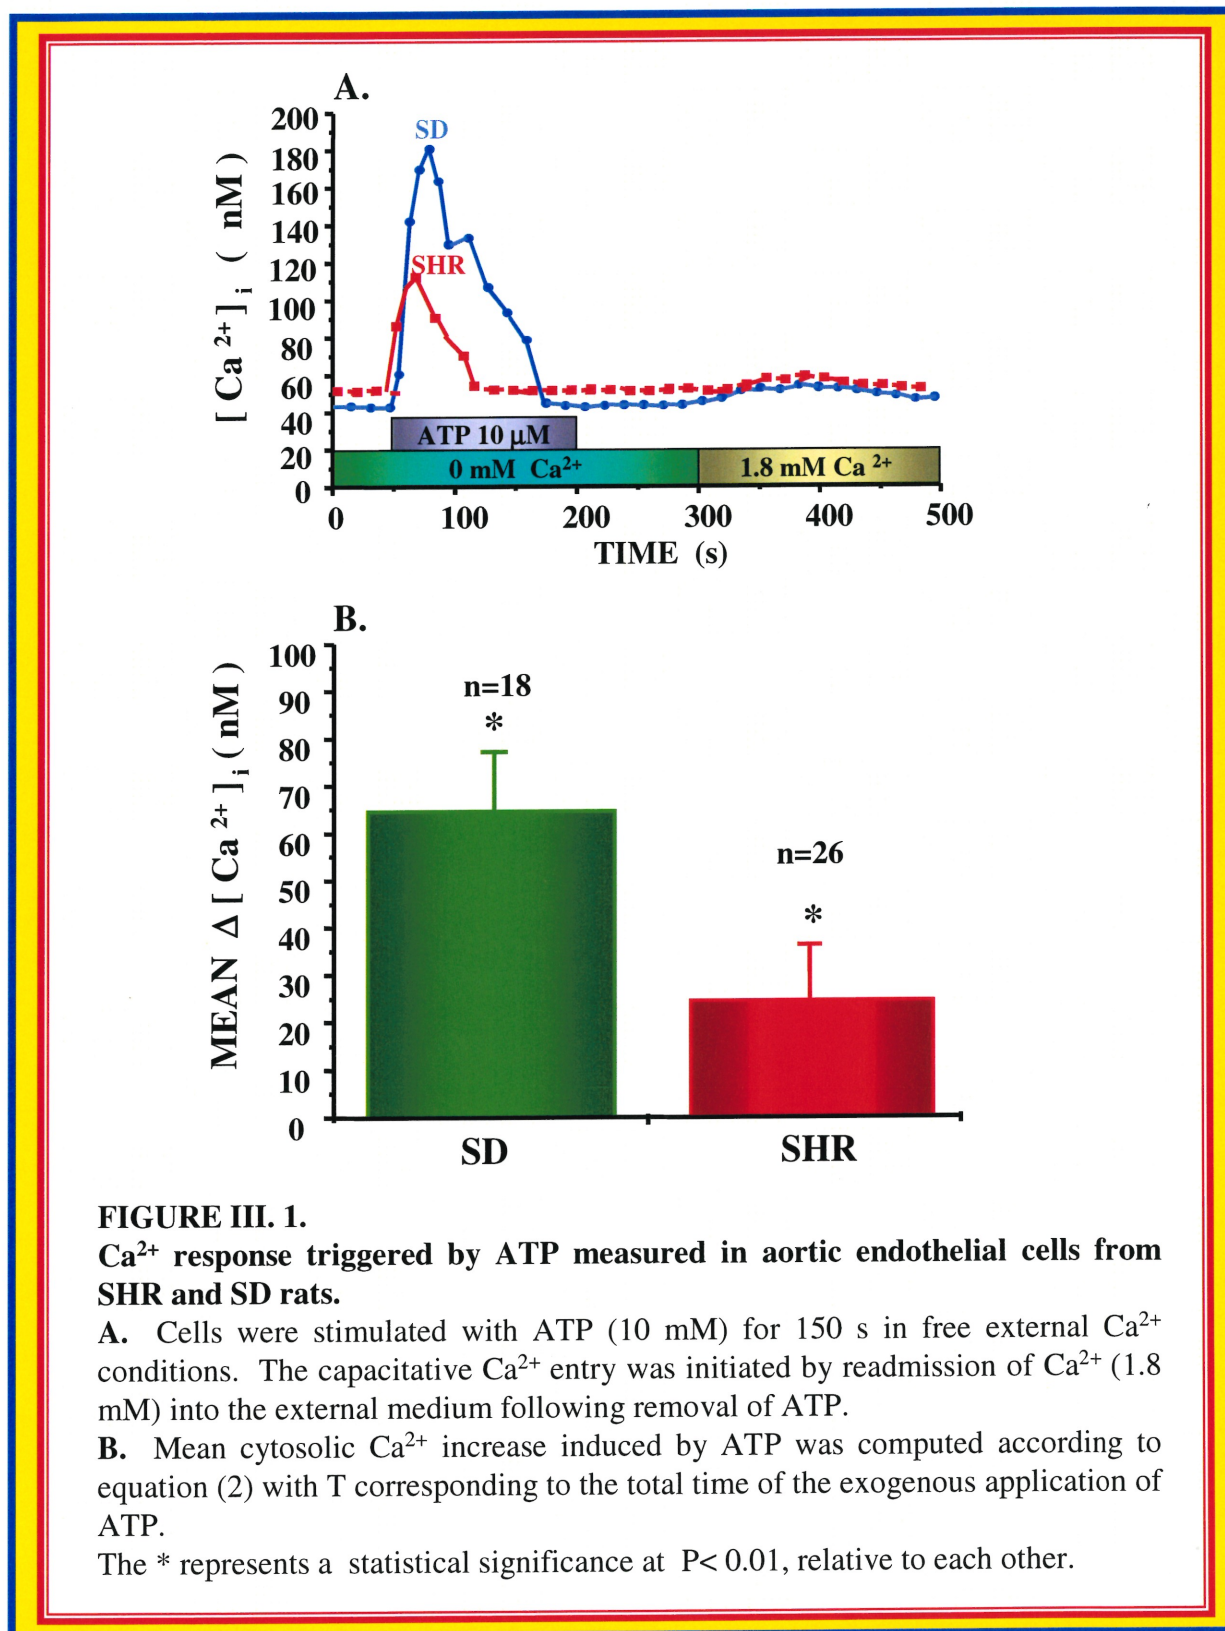 A.
200
180
160
140
120
100
80
60
40
20
0
[ Ca 2+ ] i ( nM )
SD
SHR
ATP 10 µM
0 mM Ca2+
1.8 mM Ca 2+
0 100 200 300 400 500
TIME (s)
B.
100
90
80
70
60
50
40
30
20
10
0
MEAN Δ [ Ca 2+ ] i ( nM )
n=18
*
n=26
*
SD SHR
FIGURE III. 1.
Ca2+ response triggered by ATP measured in aortic endothelial cells from
SHR and SD rats.
A. Cells were stimulated with ATP (10 mM) for 150 s in free external Ca2+
conditions. The capacitative Ca2+ entry was initiated by readmission of Ca2+ (1.8
mM) into the external medium following removal of ATP.
B. Mean cytosolic Ca2+ increase induced by ATP was computed according to
equation (2) with T corresponding to the total time of the exogenous application of
ATP.
The * represents a statistical significance at P< 0.01, relative to each other.